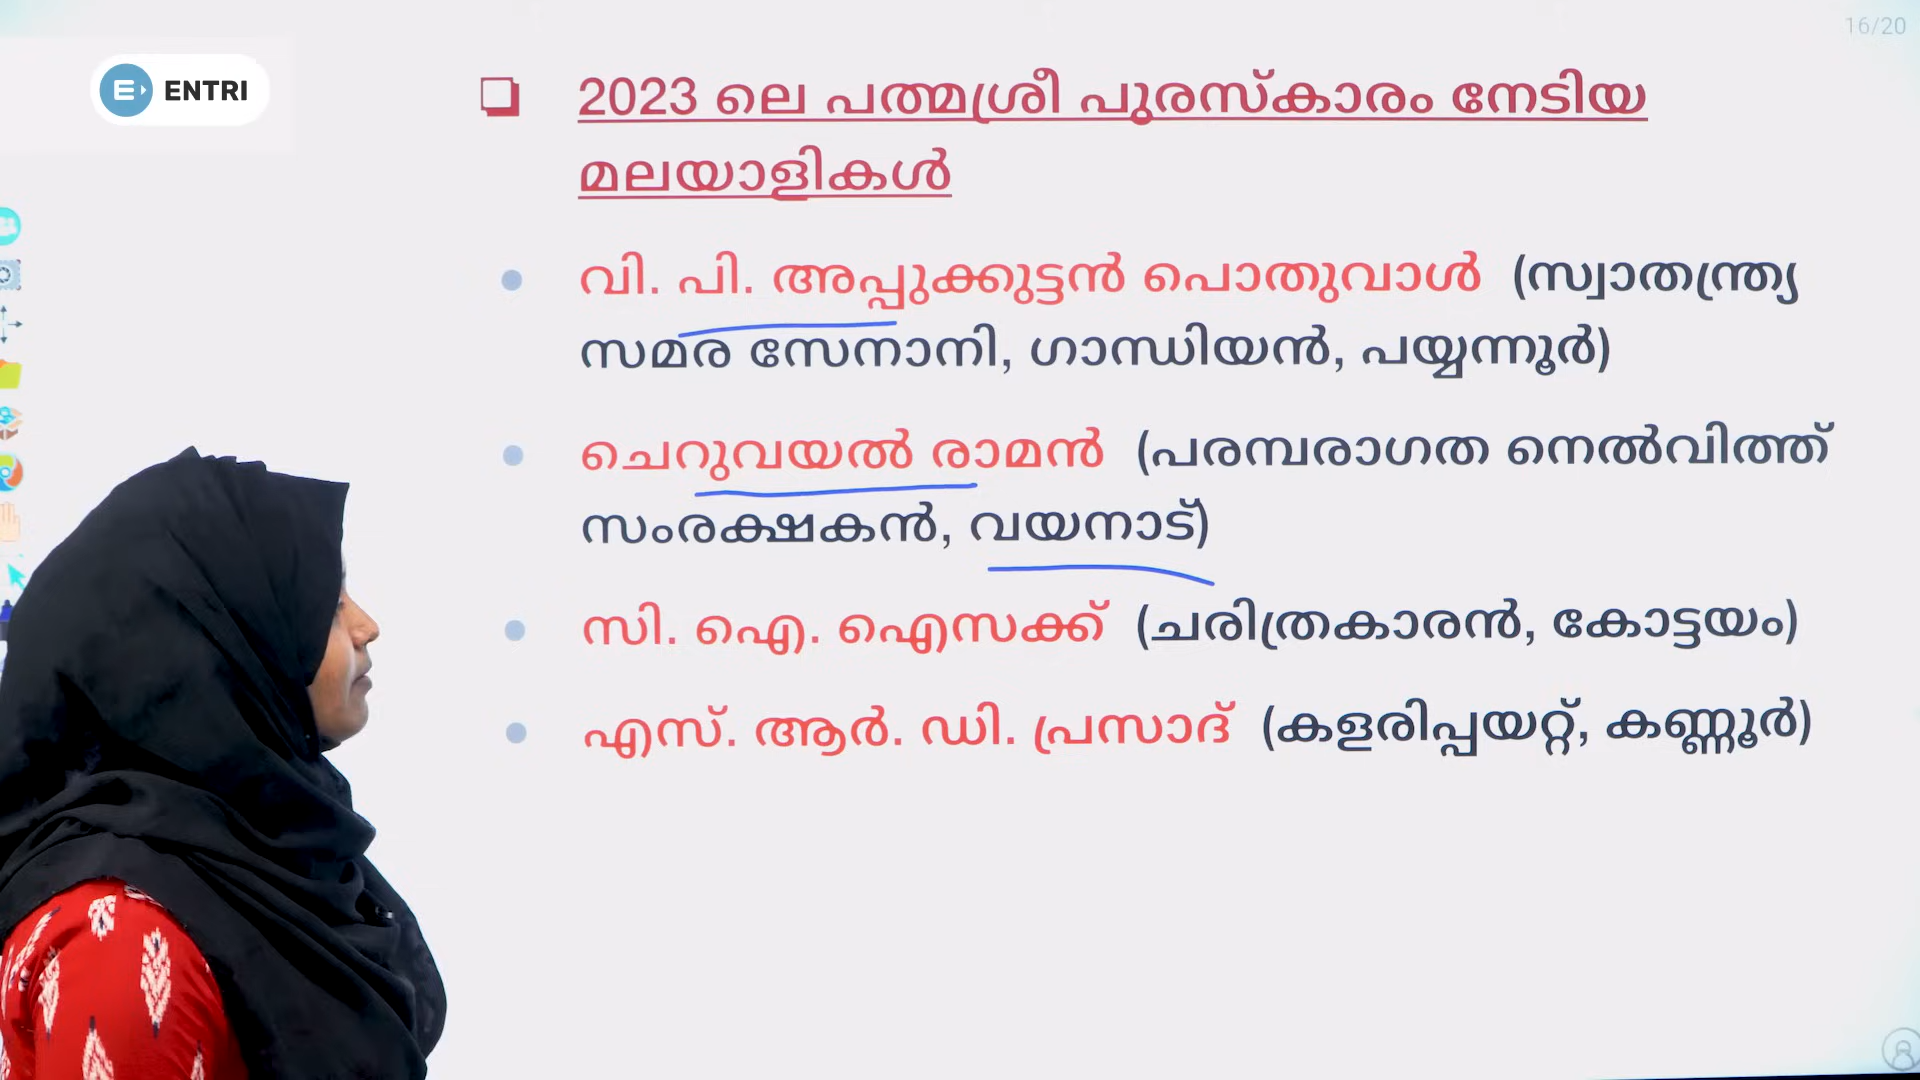 16/20
ENTRI
2023 ലെ പത്മശ്രീ പുരസ്കാരം നേടിയ
മലയാളികൾ
വി. പി. അപ്പുക്കുട്ടൻ പൊതുവാൾ (സ്വാതന്ത്ര്യ
സമര സേനാനി, ഗാന്ധിയൻ, പയ്യന്നൂർ)
ചെറുവയൽ രാമൻ (പരമ്പരാഗത നെൽവിത്ത്
സംരക്ഷകൻ, വയനാട്)
സി. ഐ. ഐസക്ക് (ചരിത്രകാരൻ, കോട്ടയം)
എസ്. ആർ. ഡി. പ്രസാദ് (കളരിപ്പയറ്റ്, കണ്ണൂർ)